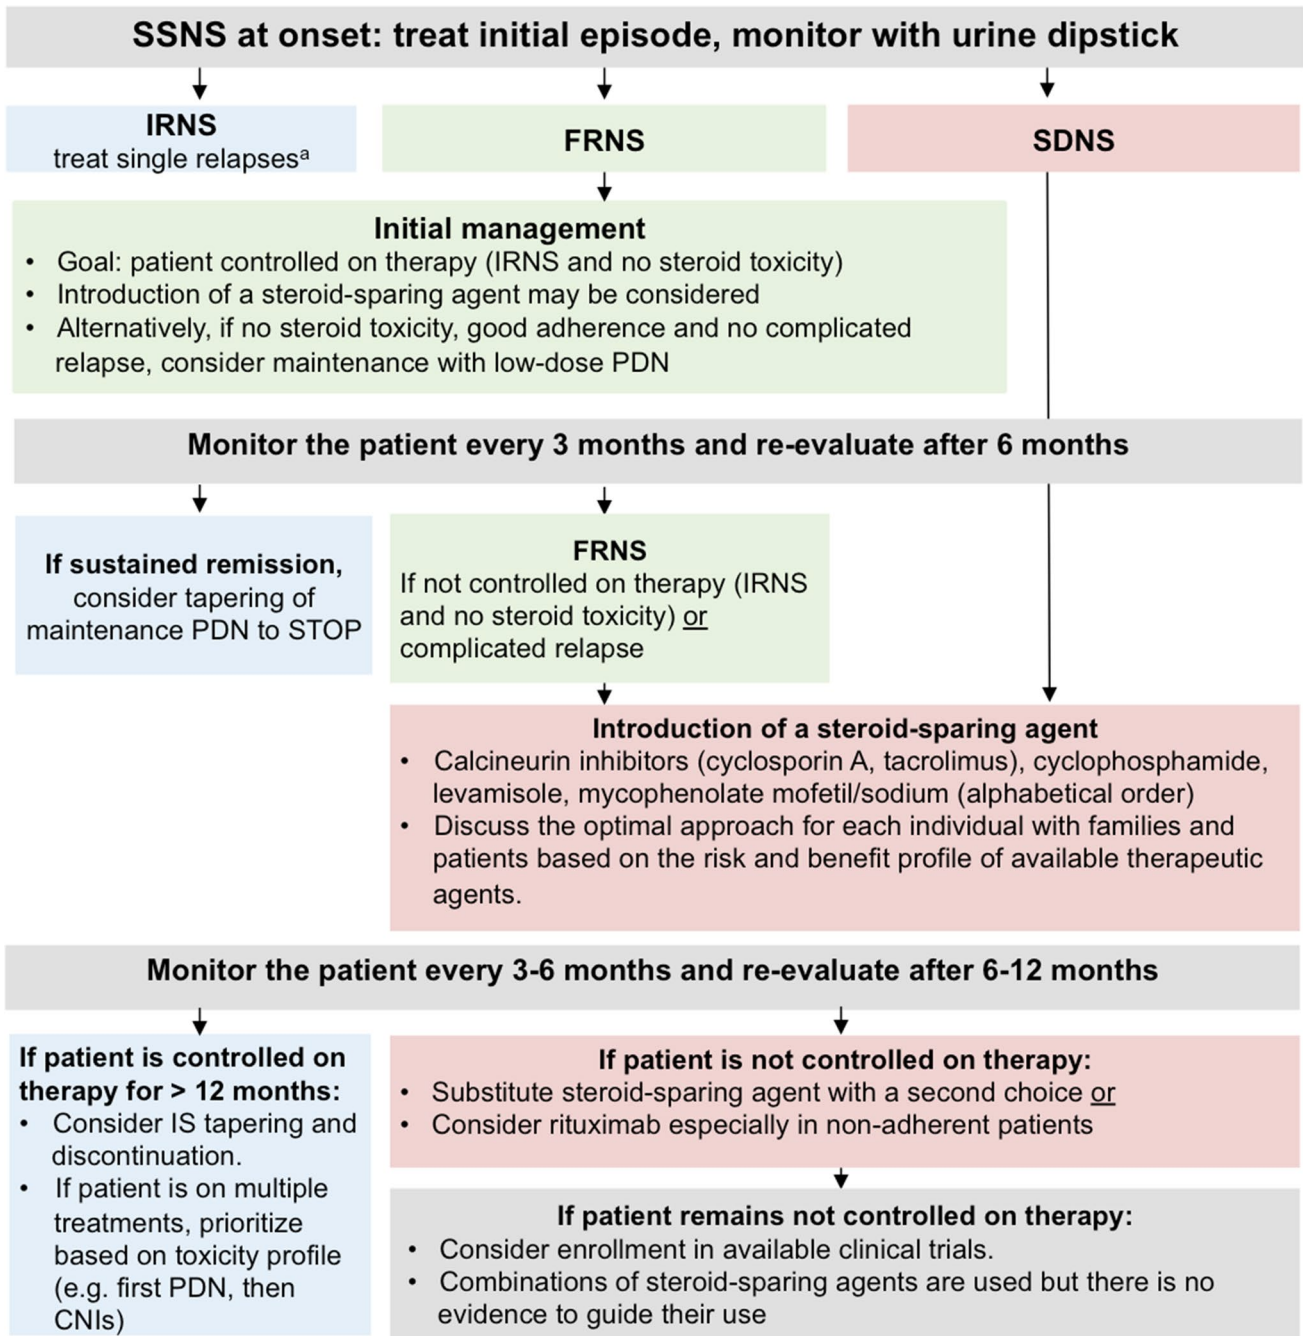 SSNS at onset: treat initial episode, monitor with urine dipstick
IRNS
treat single relapsesᵃ
FRNS
SDNS
Initial management
• Goal: patient controlled on therapy (IRNS and no steroid toxicity)
• Introduction of a steroid-sparing agent may be considered
• Alternatively, if no steroid toxicity, good adherence and no complicated
relapse, consider maintenance with low-dose PDN
Monitor the patient every 3 months and re-evaluate after 6 months
If sustained remission,
consider tapering of
maintenance PDN to STOP
FRNS
If not controlled on therapy (IRNS
and no steroid toxicity) or
complicated relapse
Introduction of a steroid-sparing agent
• Calcineurin inhibitors (cyclosporin A, tacrolimus), cyclophosphamide,
levamisole, mycophenolate mofetil/sodium (alphabetical order)
• Discuss the optimal approach for each individual with families and
patients based on the risk and benefit profile of available therapeutic
agents.
Monitor the patient every 3-6 months and re-evaluate after 6-12 months
If patient is controlled on
therapy for > 12 months:
• Consider IS tapering and
discontinuation.
• If patient is on multiple
treatments, prioritize
based on toxicity profile
(e.g. first PDN, then
CNIs)
If patient is not controlled on therapy:
• Substitute steroid-sparing agent with a second choice or
• Consider rituximab especially in non-adherent patients
If patient remains not controlled on therapy:
• Consider enrollment in available clinical trials.
• Combinations of steroid-sparing agents are used but there is no
evidence to guide their use